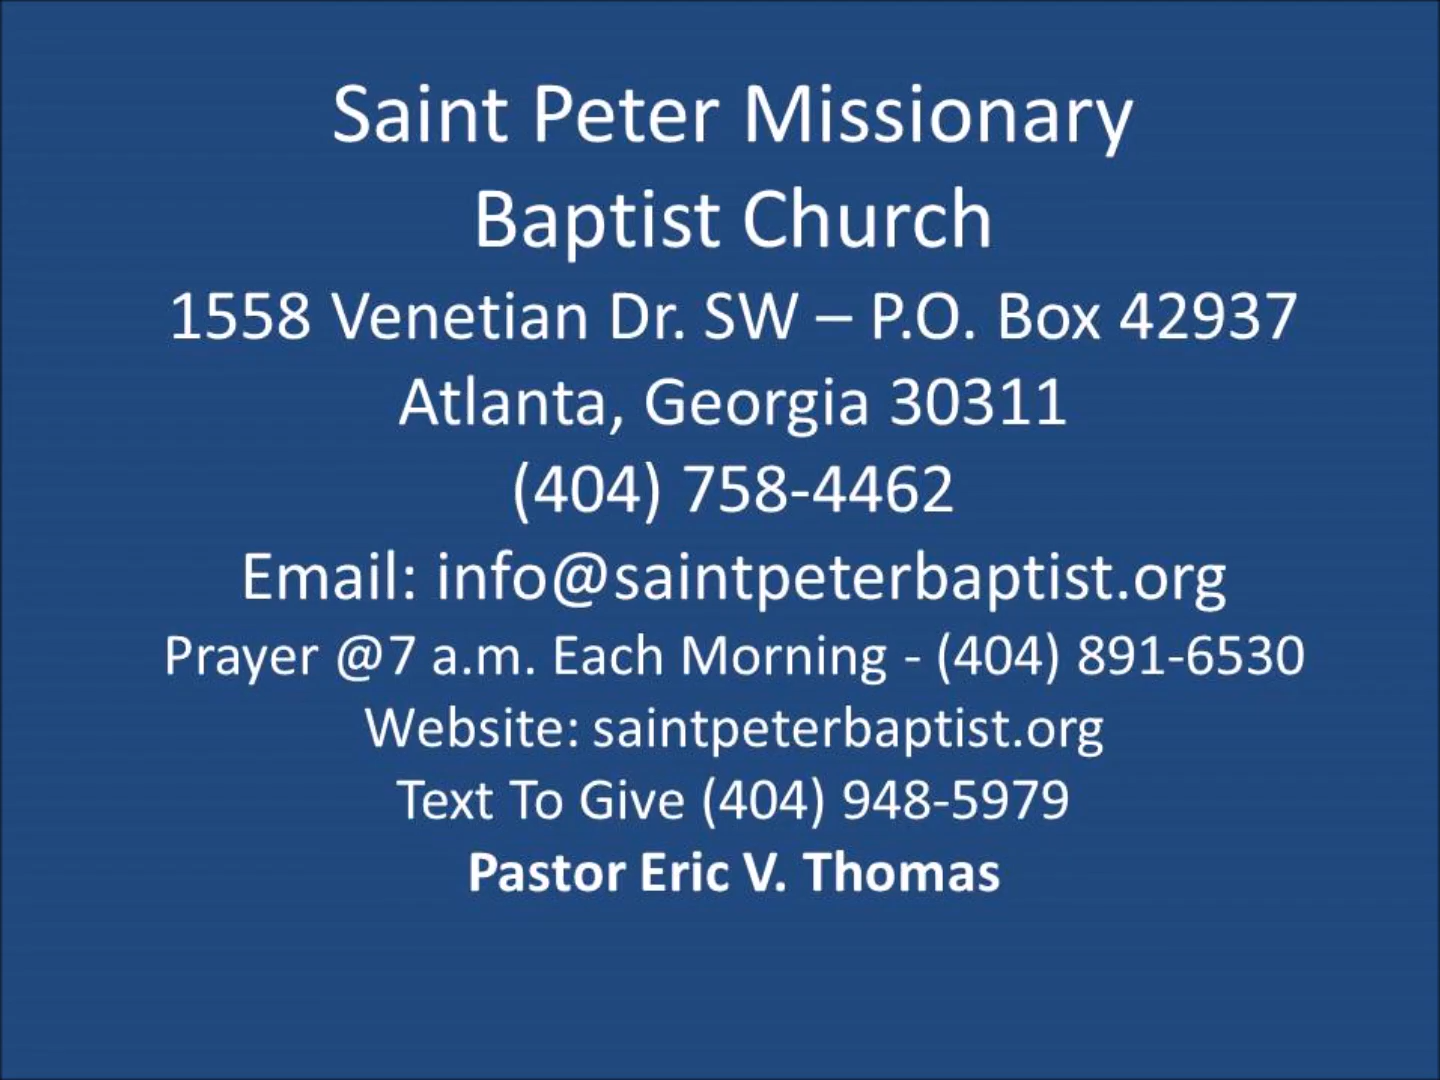 Saint Peter Missionary
Baptist Church
1558 Venetian Dr. SW – P.O. Box 42937
Atlanta, Georgia 30311
(404) 758-4462
Email: info@saintpeterbaptist.org
Prayer @7 a.m. Each Morning - (404) 891-6530
Website: saintpeterbaptist.org
Text To Give (404) 948-5979
Pastor Eric V. Thomas